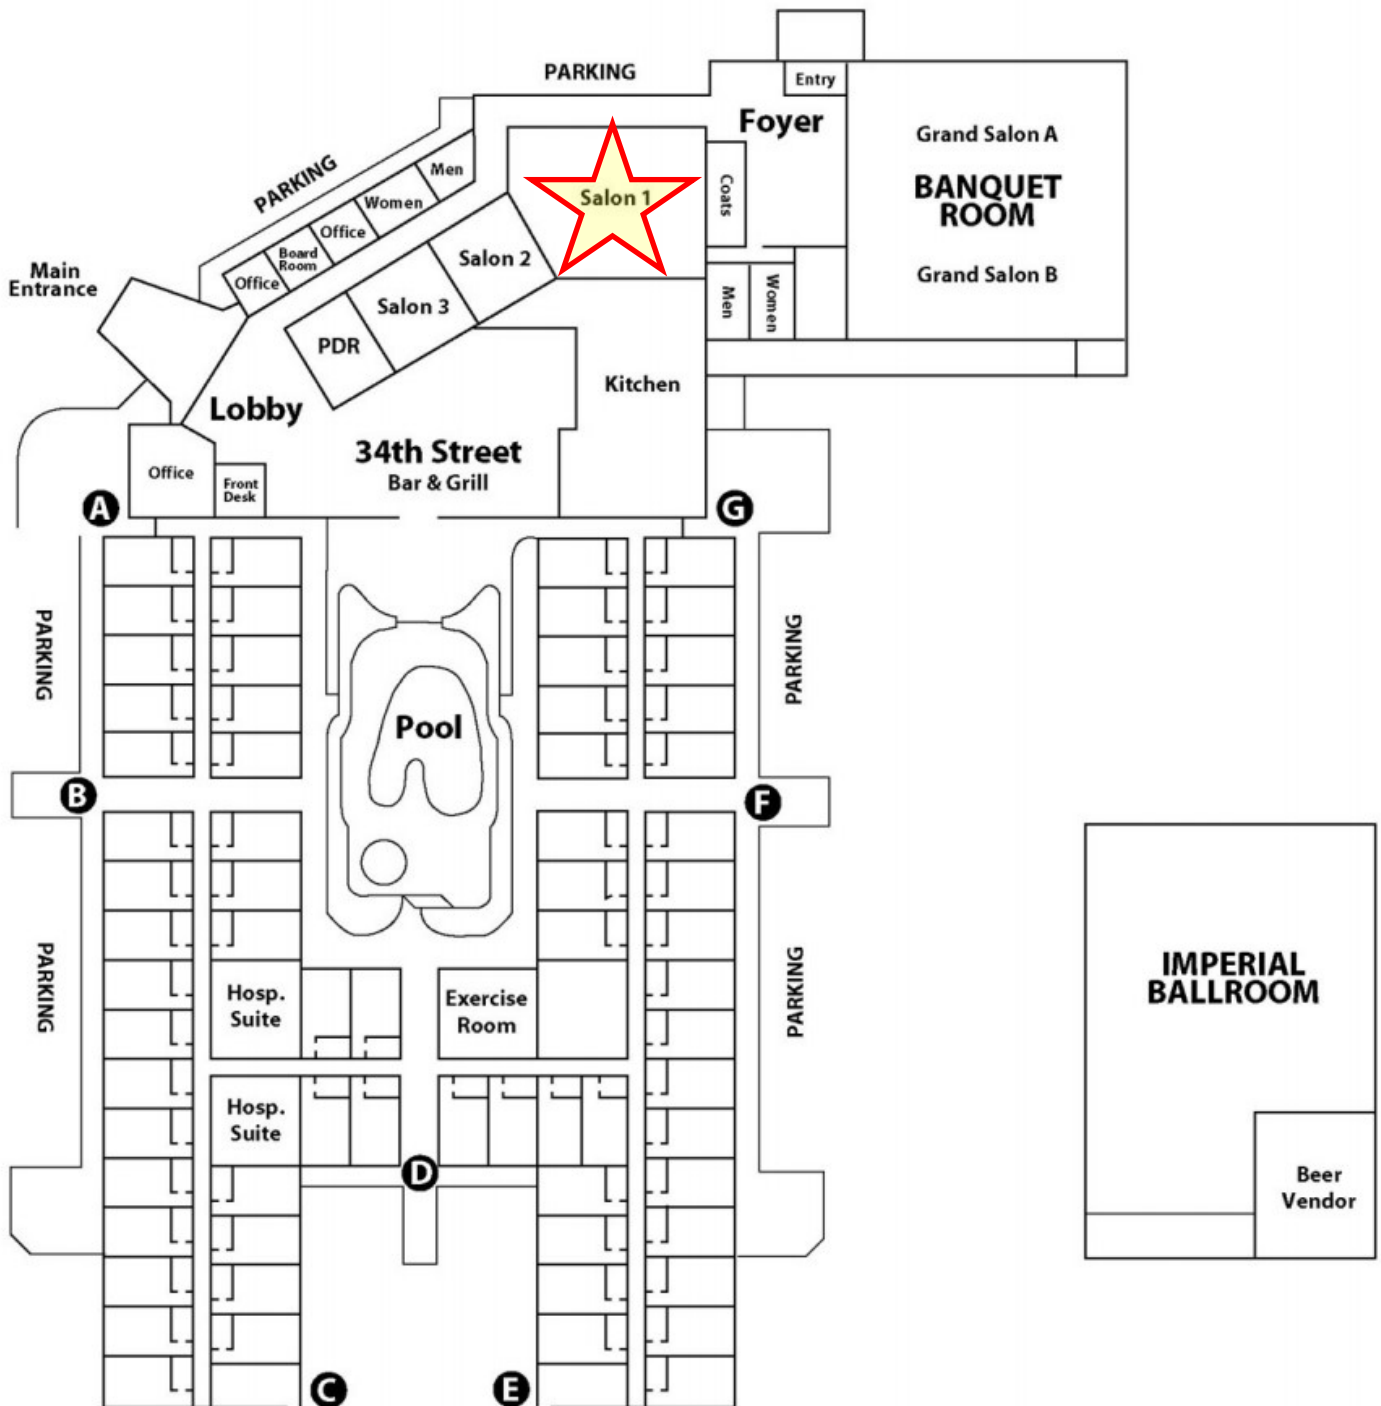 PARKING
Entry
Foyer
Grand Salon A
BANQUET
ROOM
Grand Salon B
PARKING
Men
Women
Office
Board
Room
Office
Salon 1
Coats
Salon 2
Salon 3
PDR
Men
Women
Main
Entrance
Kitchen
Lobby
34th Street
Bar & Grill
Office
Front
Desk
A
G
PARKING
PARKING
Pool
B
F
PARKING
PARKING
Hosp.
Suite
Exercise
Room
IMPERIAL
BALLROOM
Hosp.
Suite
D
Beer
Vendor
C
E